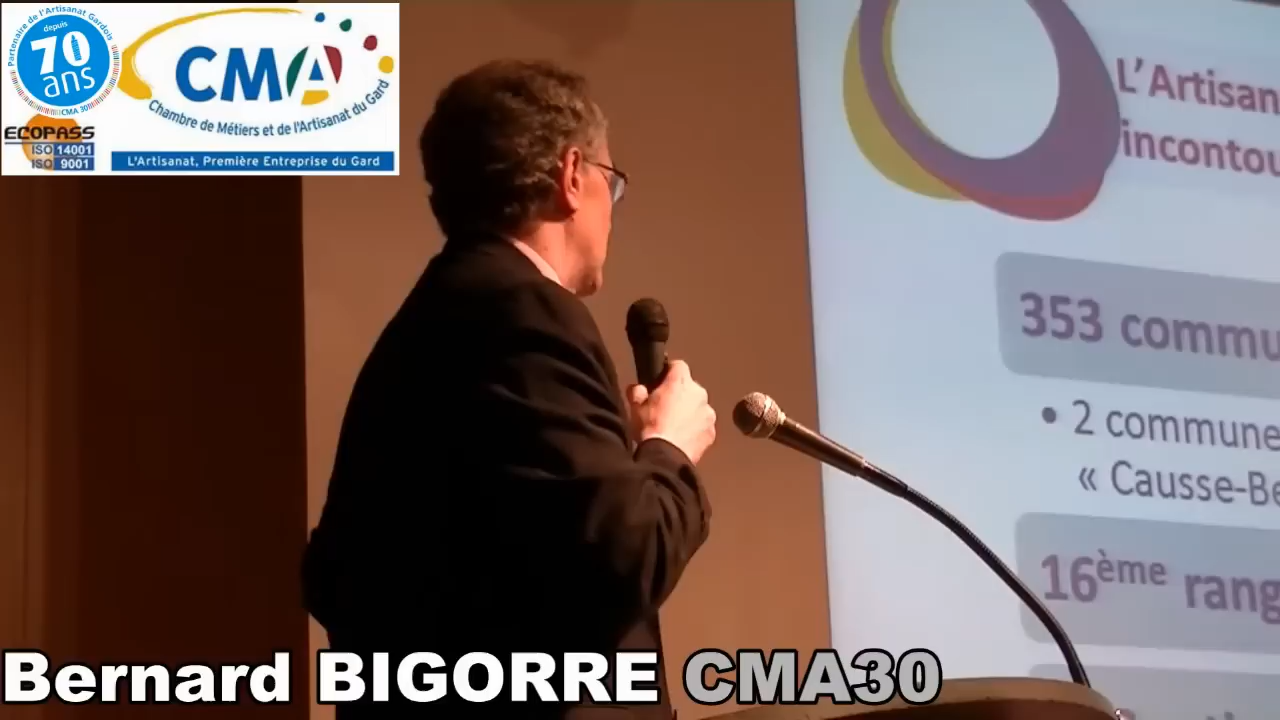 Partenaire de l'Artisanat Gardois
depuis
70
ans
CMA 30
CMA
Chambre de Métiers et de l'Artisanat du Gard
ECOPASS
ISO 14001
ISO 9001
L'Artisanat, Première Entreprise du Gard
L'Artisan
incontou
353 commu
• 2 commune
« Causse-Be
16ème rang
Bernard BIGORRE CMA30